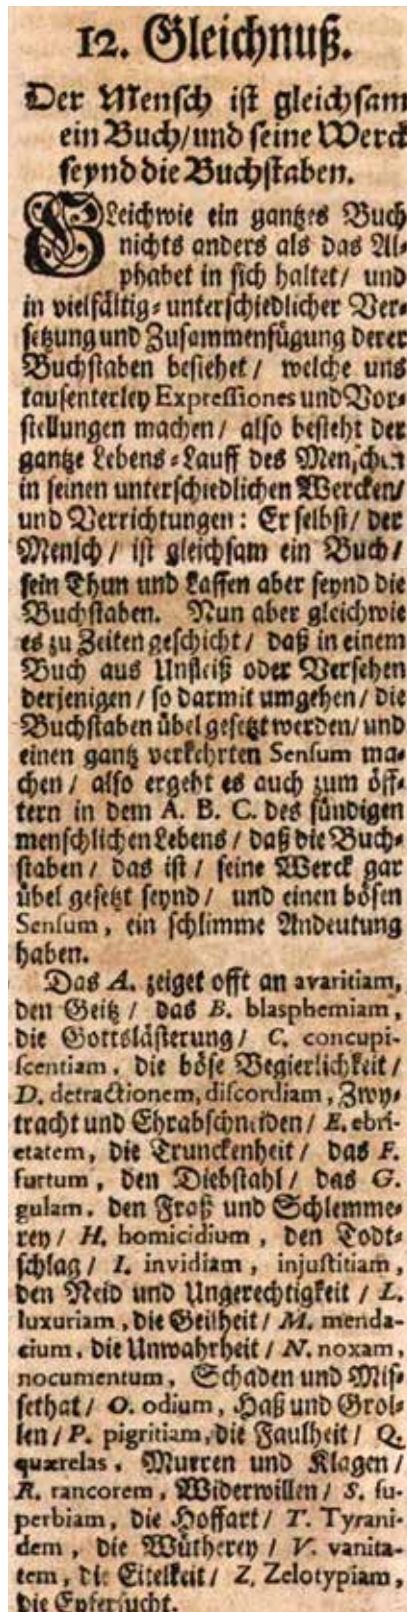 12. Gleichnuß.
Der Mensch ist gleichsam
ein Buch/und seine Werck
seynd die Buchstaben.
GLeichwie ein gantzes Buch
nichts anders als das Al-
phabet in sich haltet/ und
in vielfältig-unterschiedlicher Ver-
setzung und Zusammenfügung derer
Buchstaben bestehet / welche uns
tausenterley Expressiones und Vor-
stellungen machen/ also besteht der
gantze Lebens-Lauff des Menschen
in seinen unterschiedlichen Wercken/
und Verrichtungen: Er selbst/ der
Mensch / ist gleichsam ein Buch/
sein Thun und Lassen aber seynd die
Buchstaben. Nun aber gleichwie
es zu Zeiten geschicht/ daß in einem
Buch aus Unfleiß oder Versehen
derjenigen / so darmit umgehen/ die
Buchstaben übel gesetzt werden/ und
einen gantz verkehrten Sensum ma-
chen / also ergeht es auch zum öff-
tern in dem A. B. C. des sündigen
menschlichen Lebens / daß die Buch-
staben / das ist / seine Werck gar
übel gesetzt seynd / und einen bösen
Sensum, ein schlimme Andeutung
haben.
Das A. zeiget offt an avaritiam,
den Geitz / das B. blasphemiam,
die Gottslästerung/ C. concupi-
scentiam, die böse Begierlichkeit /
D. detractionem, discordiam, Zwy-
tracht und Ehrabschneiden / E. ebri-
etatem, die Trunckenheit / das F.
furtum, den Diebstahl / das G.
gulam, den Fraß und Schlemme-
rey / H. homicidium, den Todt-
schlag / I. invidiam, injustitiam,
den Neid und Ungerechtigkeit / L.
luxuriam, die Geilheit / M. menda-
cium, die Unwahrheit / N. noxam,
nocumentum, Schaden und Mis-
sethat / O. odium, Haß und Grol-
len / P. pigritiam, die Faulheit / Q.
quærelas, Murren und Klagen /
R. rancorem, Widerwillen / S. su-
perbiam, die Hoffart / T. Tyrani-
dem, die Wütherey / V. vanita-
tem, die Eitelkeit / Z. Zelotypiam,
die Eyfersucht.